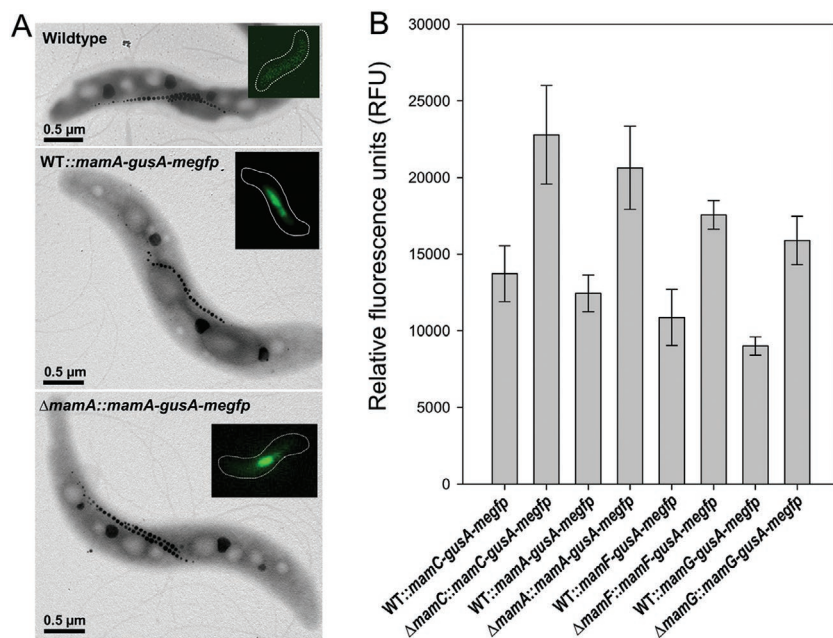 A
Wildtype
0.5 µm
WT::mamA-gusA-megfp
0.5 µm
ΔmamA::mamA-gusA-megfp
0.5 µm
B
Relative fluorescence units (RFU)
30000
25000
20000
15000
10000
5000
0
WT::mamC-gusA-megfp
ΔmamC::mamC-gusA-megfp
WT::mamA-gusA-megfp
ΔmamA::mamA-gusA-megfp
WT::mamF-gusA-megfp
ΔmamF::mamF-gusA-megfp
WT::mamG-gusA-megfp
ΔmamG::mamG-gusA-megfp